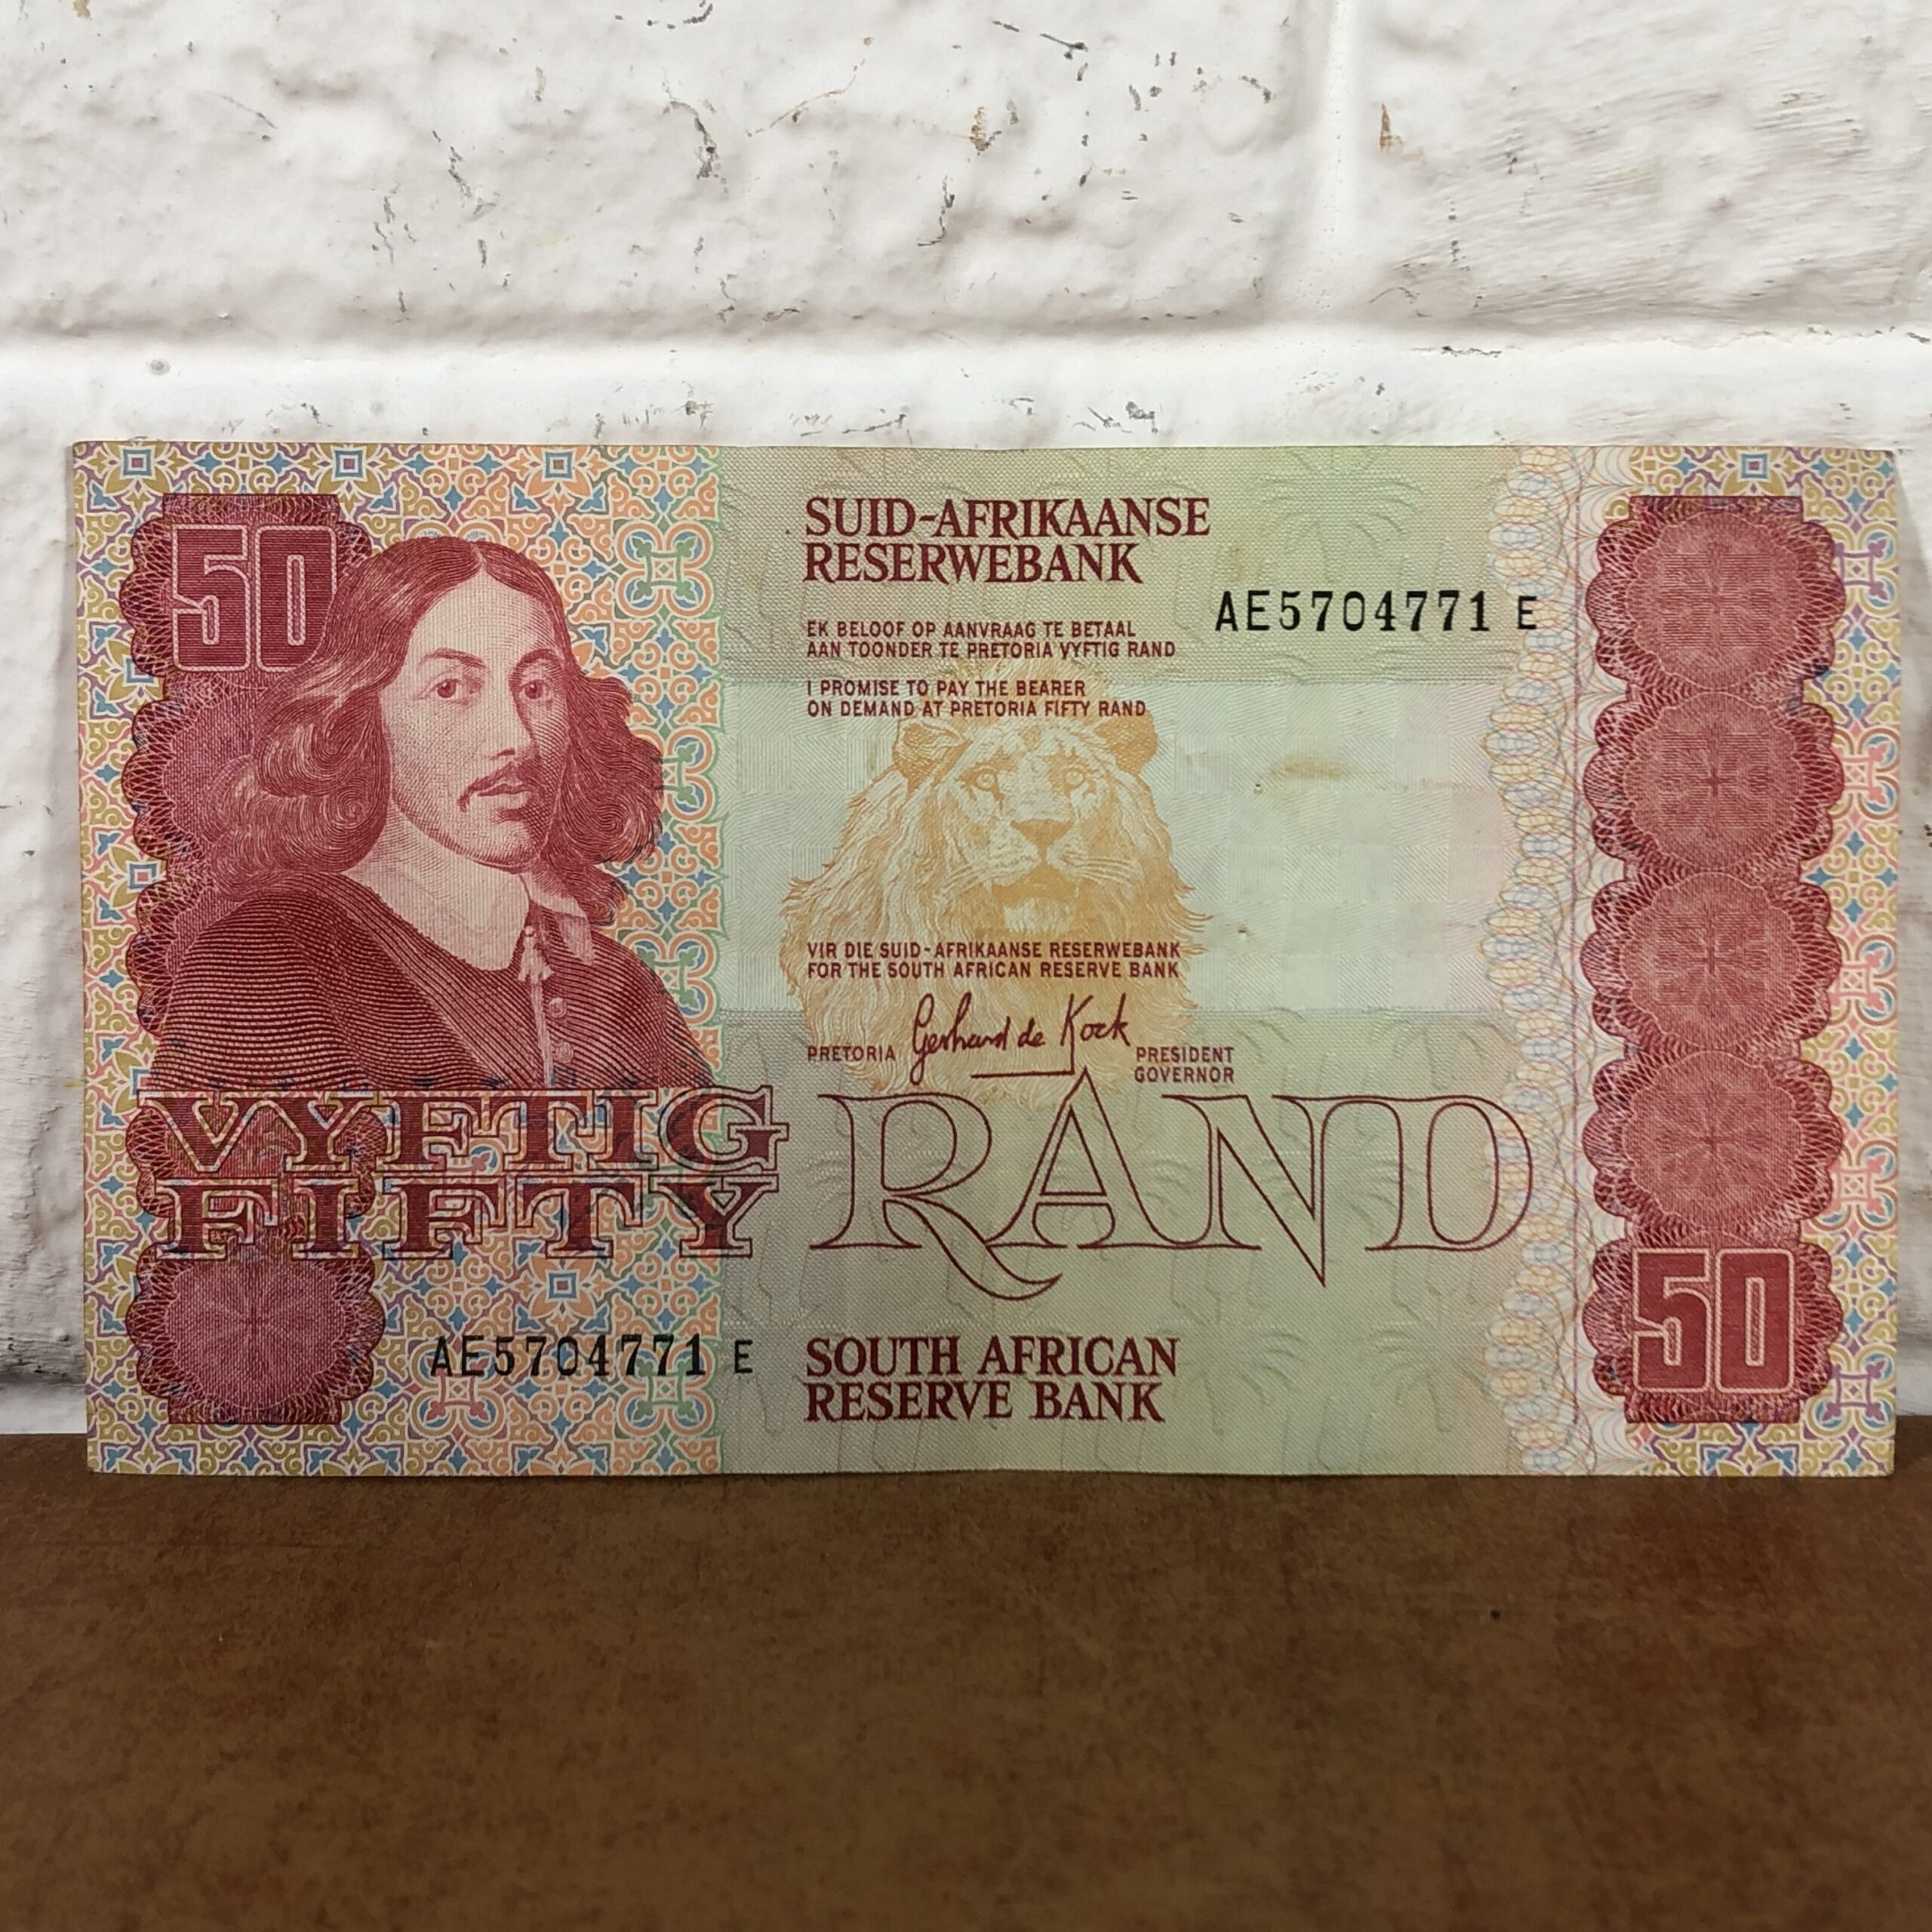 50
SUID-AFRIKAANSE
RESERWEBANK
AE5704771 E
EK BELOOF OP AANVRAAG TE BETAAL
AAN TOONDER TE PRETORIA VYFTIG RAND
I PROMISE TO PAY THE BEARER
ON DEMAND AT PRETORIA FIFTY RAND
VIR DIE SUID-AFRIKAANSE RESERWEBANK
FOR THE SOUTH AFRICAN RESERVE BANK
Gerhard de Kock
PRETORIA PRESIDENT
GOVERNOR
VYFTIG
FIFTY
RAND
AE5704771 E
SOUTH AFRICAN
RESERVE BANK
50